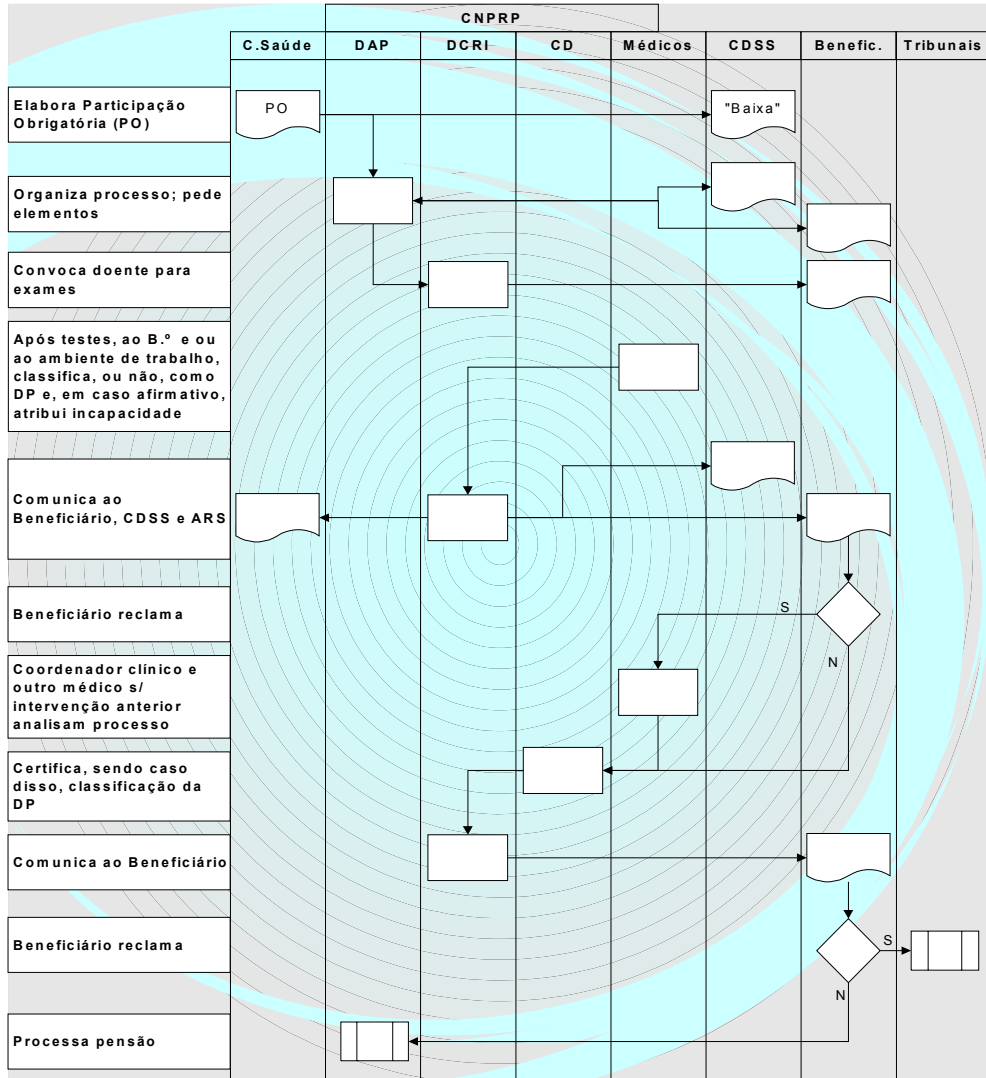 CNPRP
C.Saúde DAP DCRI CD Médicos CDSS Benefic. Tribunais
Elabora Participação
Obrigatória (PO)
PO
"Baixa"
Organiza processo; pede
elementos
Convoca doente para
exames
Após testes, ao B.º e ou
ao ambiente de trabalho,
classifica, ou não, como
DP e, em caso afirmativo,
atribui incapacidade
Comunica ao
Beneficiário, CDSS e ARS
Beneficiário reclama
S
N
Coordenador clínico e
outro médico s/
intervenção anterior
analisam processo
Certifica, sendo caso
disso, classificação da
DP
Comunica ao Beneficiário
Beneficiário reclama
S
N
Processa pensão